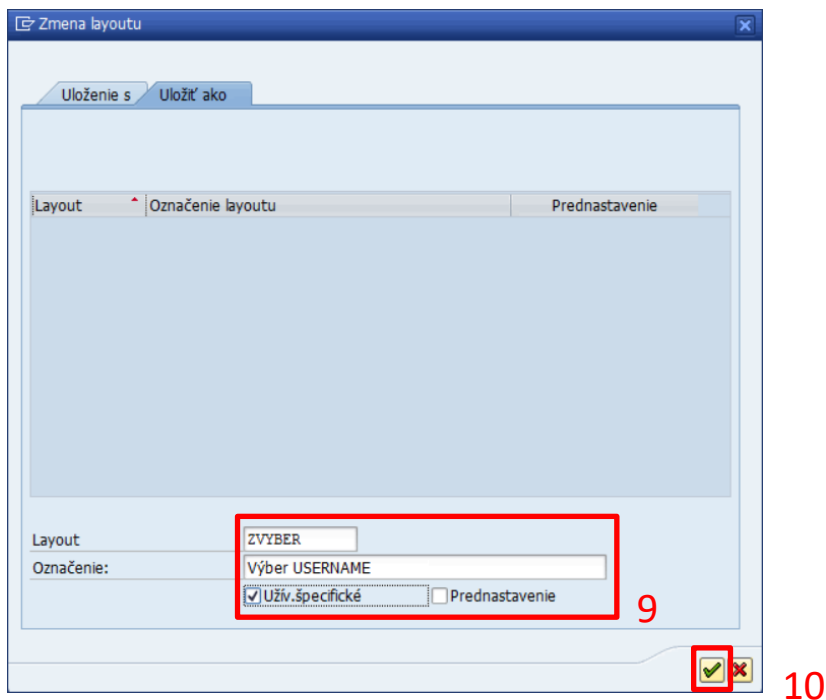 Zmena layoutu
Uloženie s Uložiť ako
Layout Označenie layoutu Prednastavenie
Layout ZVYBER
Označenie: Výber USERNAME
Užív.špecifické Prednastavenie
9
10